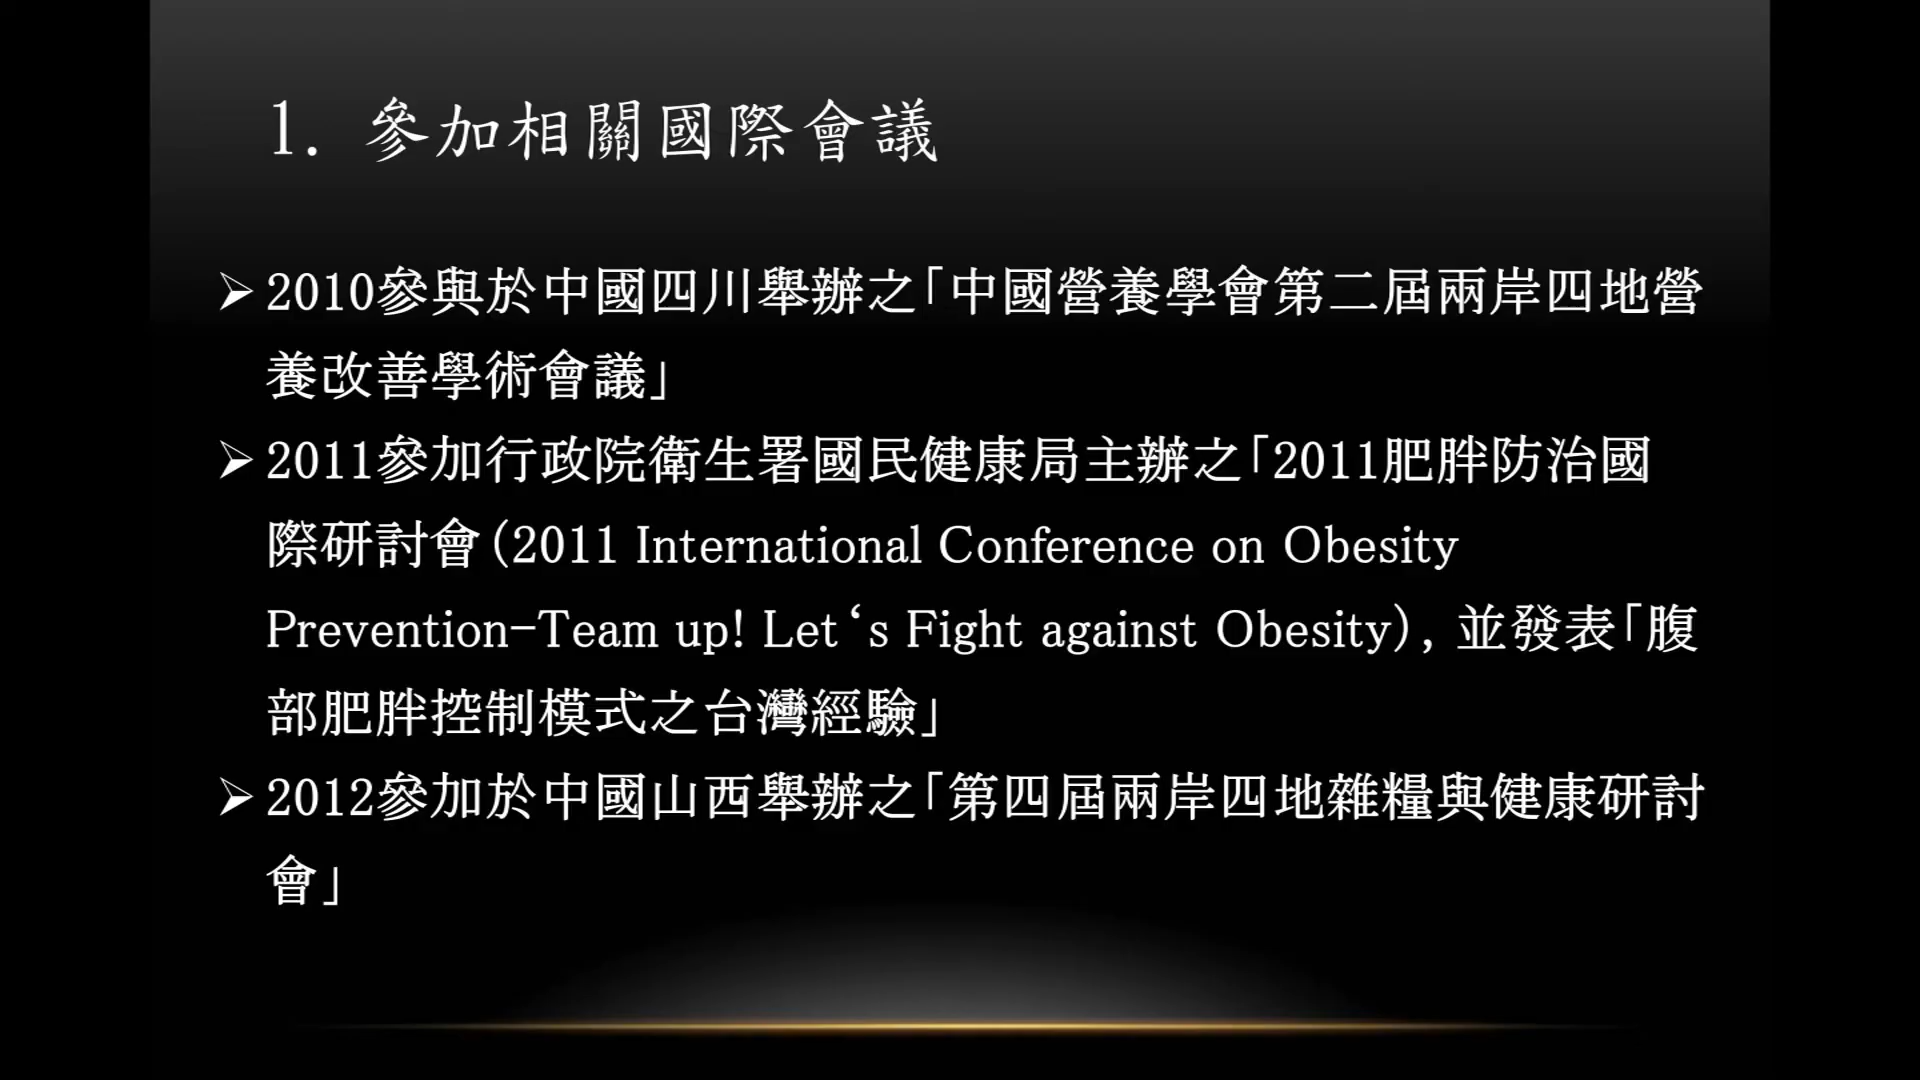 1. 參加相關國際會議
➢2010參與於中國四川舉辦之「中國營養學會第二屆兩岸四地營
養改善學術會議」
➢2011參加行政院衛生署國民健康局主辦之「2011肥胖防治國
際研討會(2011 International Conference on Obesity
Prevention-Team up! Let‘s Fight against Obesity), 並發表「腹
部肥胖控制模式之台灣經驗」
➢2012參加於中國山西舉辦之「第四屆兩岸四地雜糧與健康研討
會」